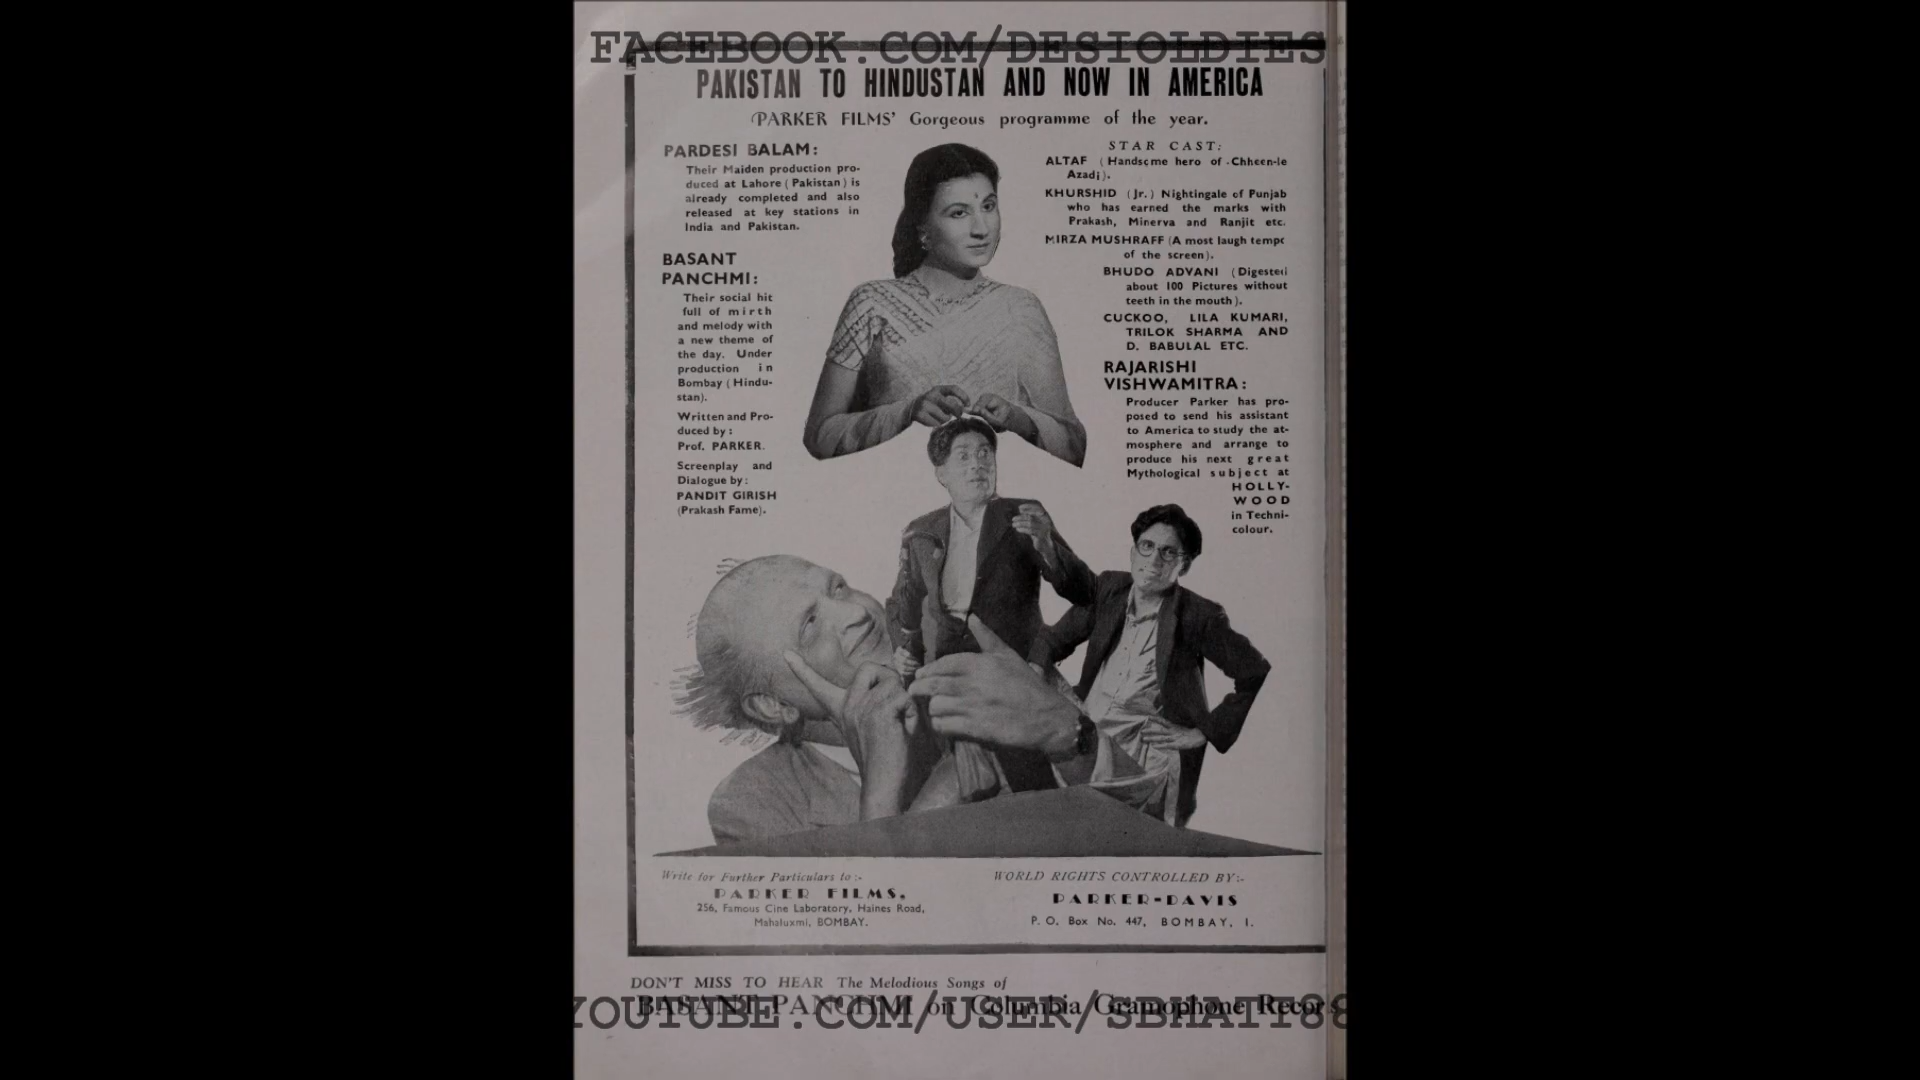 FACEBOOK.COM/DESIOLDIES
PAKISTAN TO HINDUSTAN AND NOW IN AMERICA
PARKER FILMS' Gorgeous programme of the year.
PARDESI BALAM:
Their Maiden production pro-
duced at Lahore (Pakistan) is
already completed and also
released at key stations in
India and Pakistan.
BASANT
PANCHMI:
Their social hit
full of mirth
and melody with
a new theme of
the day. Under
production in
Bombay (Hindu-
stan).
Written and Pro-
duced by:
Prof. PARKER.
Screenplay and
Dialogue by:
PANDIT GIRISH
(Prakash Fame).
STAR CAST:
ALTAF (Handsome hero of Chheen-le
Azadi).
KHURSHID (Jr.) Nightingale of Punjab
who has earned the marks with
Prakash, Minerva and Ranjit etc.
MIRZA MUSHRAFF (A most laugh tempo
of the screen).
BHUDO ADVANI (Digested
about 100 Pictures without
teeth in the mouth).
CUCKOO, LILA KUMARI,
TRILOK SHARMA AND
D. BABULAL ETC.
RAJARISHI
VISHWAMITRA:
Producer Parker has pro-
posed to send his assistant
to America to study the at-
mosphere and arrange to
produce his next great
Mythological subject at
HOLLY-
WOOD
in Techni-
colour.
Write for Further Particulars to:-
PARKER FILMS,
256, Famous Cine Laboratory, Haines Road,
Mahaluxmi, BOMBAY.
WORLD RIGHTS CONTROLLED BY:-
PARKER-DAVIS
P. O. Box No. 447, BOMBAY, 1.
DON'T MISS TO HEAR The Melodious Songs of
BASANT PANCHMI on Columbia Gramophone Recor
YOUTUBE.COM/USER/SBHATT88